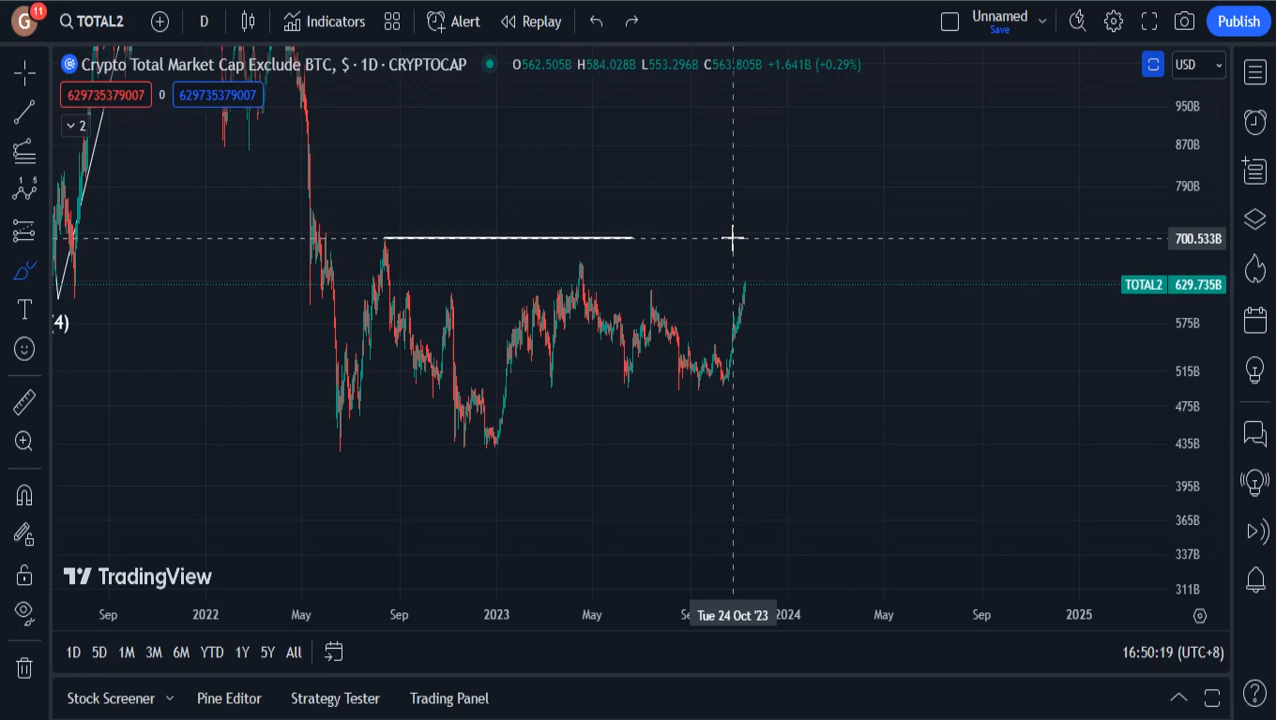 G 11 TOTAL2 D Indicators Alert Replay Unnamed Save Publish
Crypto Total Market Cap Exclude BTC, $ · 1D · CRYPTOCAP O562.505B H584.028B L553.296B C563.805B +1.641B (+0.29%) USD
629735379007 0 629735379007
2
950B
870B
790B
700.533B
TOTAL2 629.735B
(4)
575B
515B
475B
435B
395B
365B
337B
311B
TradingView
Sep 2022 May Sep 2023 May Se Tue 24 Oct '23 2024 May Sep 2025
1D 5D 1M 3M 6M YTD 1Y 5Y All 16:50:19 (UTC+8)
Stock Screener Pine Editor Strategy Tester Trading Panel